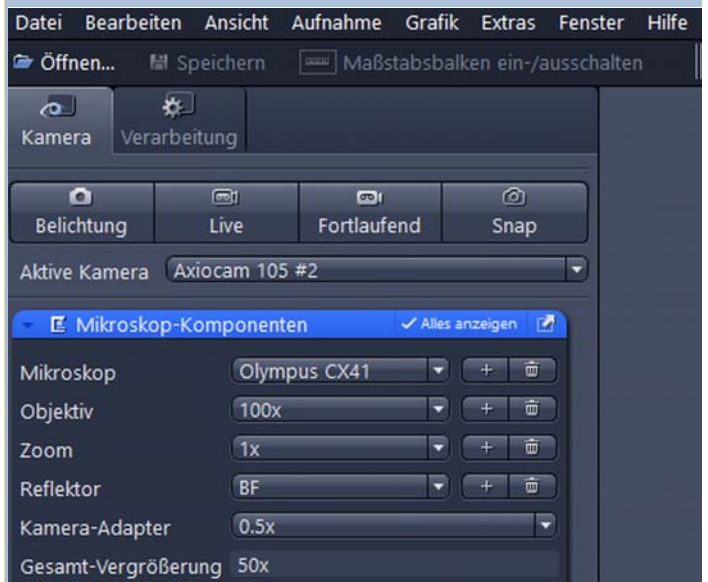 Datei Bearbeiten Ansicht Aufnahme Grafik Extras Fenster Hilfe
Öffnen... Speichern Maßstabsbalken ein-/ausschalten
Kamera Verarbeitung
Belichtung Live Fortlaufend Snap
Aktive Kamera Axiocam 105 #2
Mikroskop-Komponenten Alles anzeigen
Mikroskop Olympus CX41
Objektiv 100x
Zoom 1x
Reflektor BF
Kamera-Adapter 0.5x
Gesamt-Vergrößerung 50x